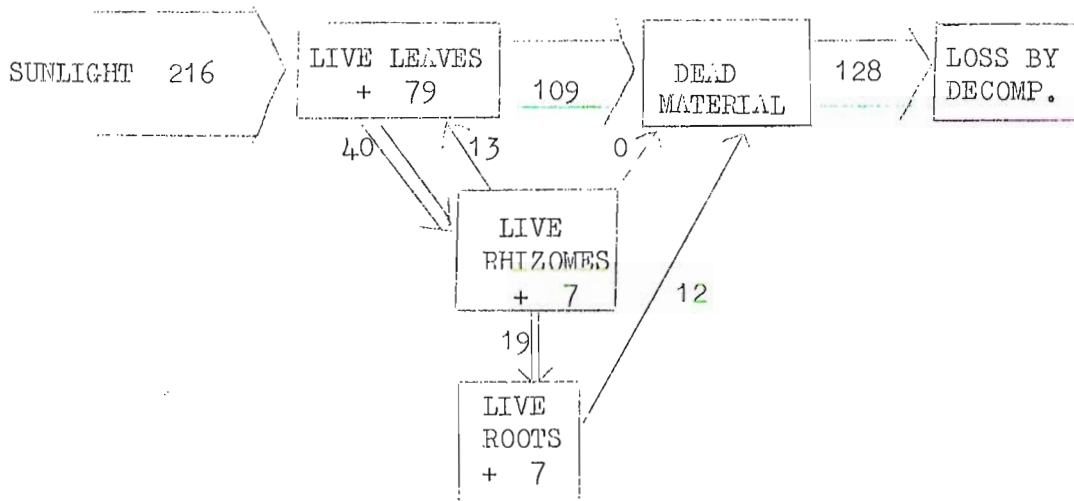 SUNLIGHT 216
LIVE LEAVES
+ 79
109
DEAD
MATERIAL
128
LOSS BY
DECOMP.
40
13
0
LIVE
RHIZOMES
+ 7
12
19
LIVE
ROOTS
+ 7